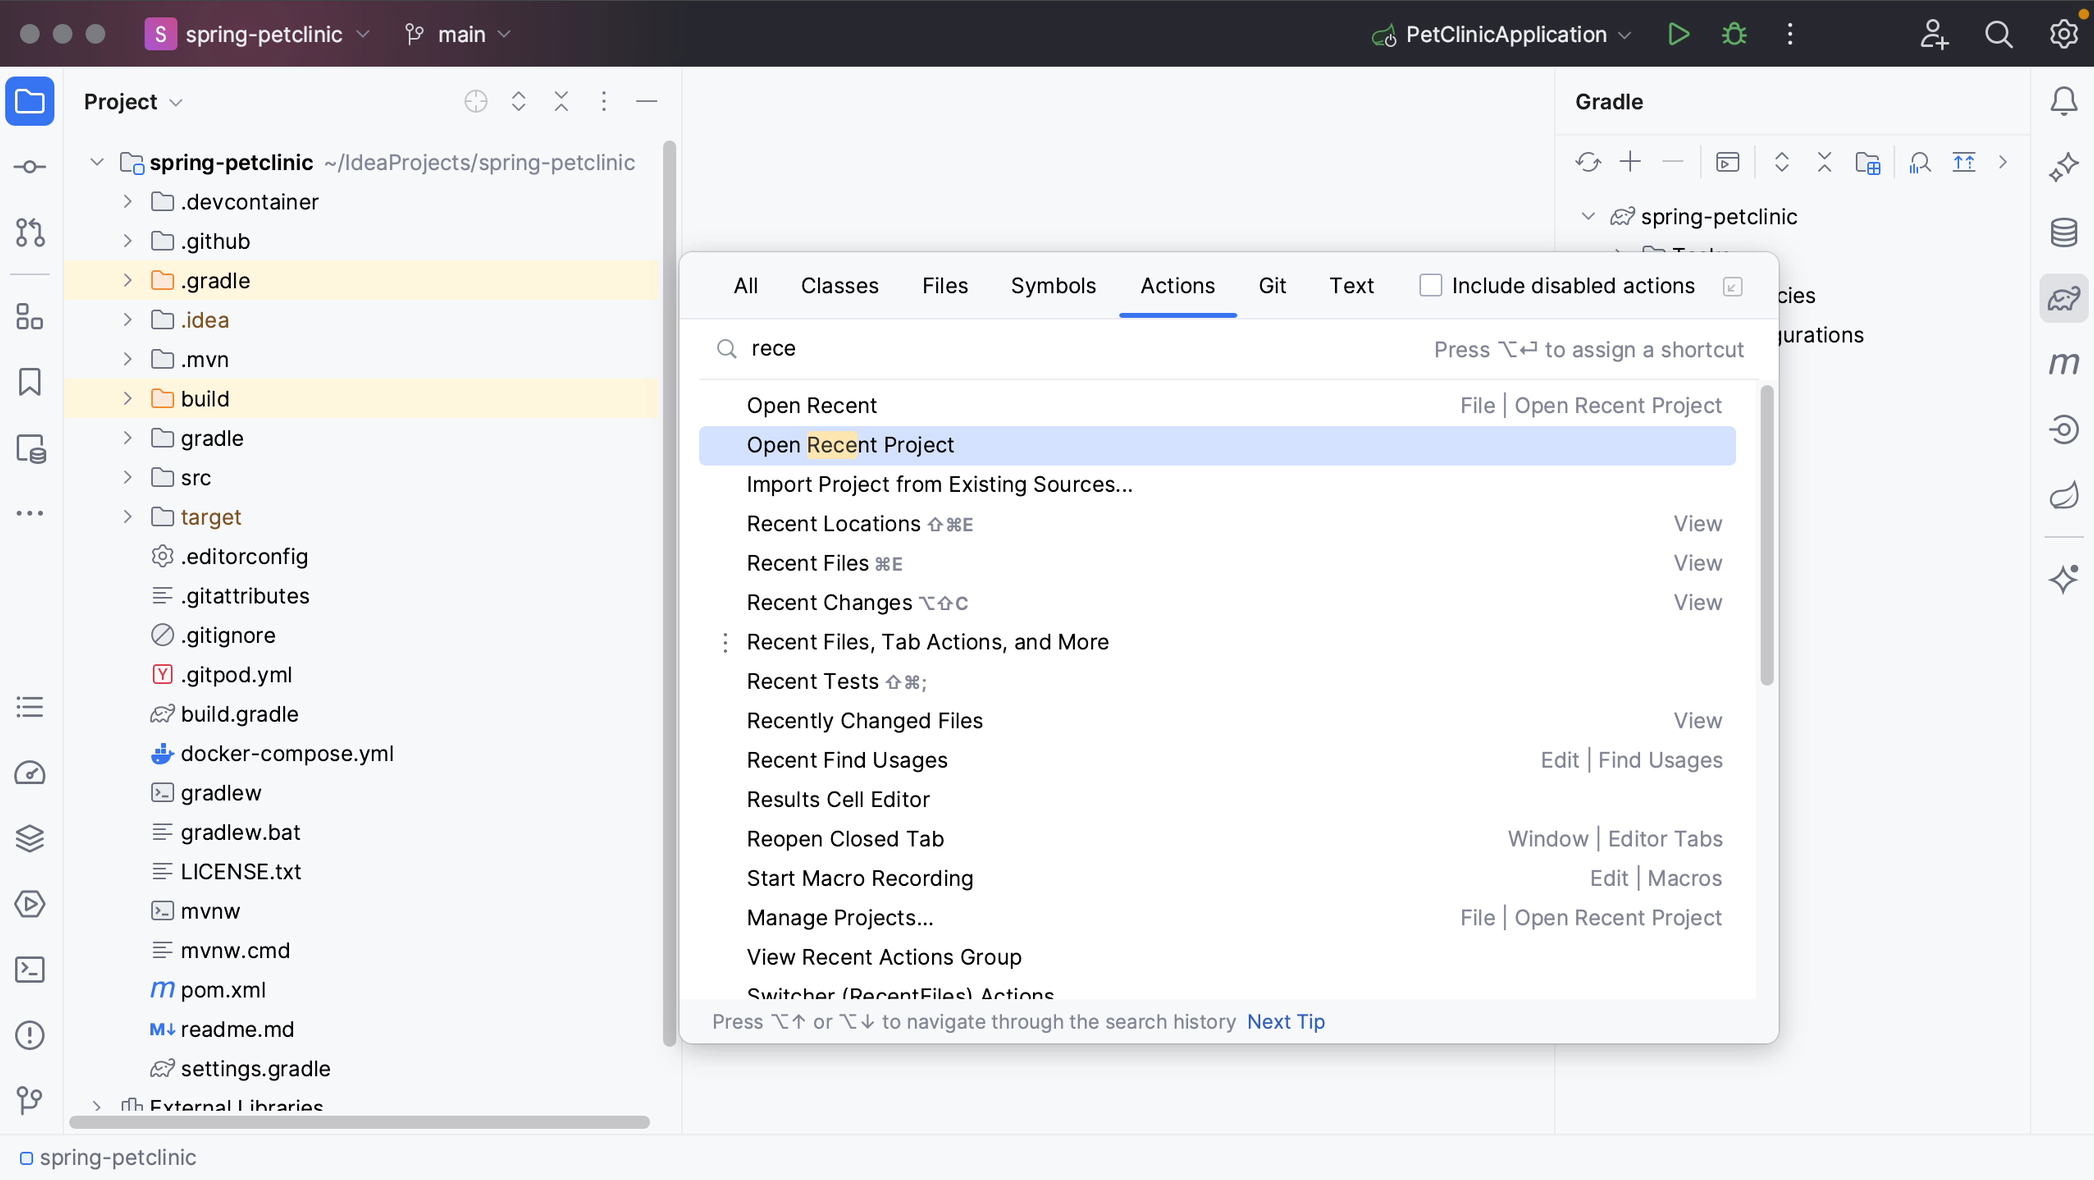 S spring-petclinic main PetClinicApplication
Project
spring-petclinic ~/IdeaProjects/spring-petclinic
.devcontainer
.github
.gradle
.idea
.mvn
build
gradle
src
target
.editorconfig
.gitattributes
.gitignore
Y .gitpod.yml
build.gradle
docker-compose.yml
gradlew
gradlew.bat
LICENSE.txt
mvnw
mvnw.cmd
m pom.xml
M↓ readme.md
settings.gradle
External Libraries
All Classes Files Symbols Actions Git Text Include disabled actions
rece Press ⌥↩ to assign a shortcut
Open Recent File | Open Recent Project
Open Recent Project
Import Project from Existing Sources...
Recent Locations ⇧⌘E View
Recent Files ⌘E View
Recent Changes ⌥⇧C View
Recent Files, Tab Actions, and More
Recent Tests ⇧⌘;
Recently Changed Files View
Recent Find Usages Edit | Find Usages
Results Cell Editor
Reopen Closed Tab Window | Editor Tabs
Start Macro Recording Edit | Macros
Manage Projects... File | Open Recent Project
View Recent Actions Group
Switcher (RecentFiles) Actions
Press ⌥↑ or ⌥↓ to navigate through the search history Next Tip
Gradle
spring-petclinic
Tasks
cies
gurations
m
spring-petclinic